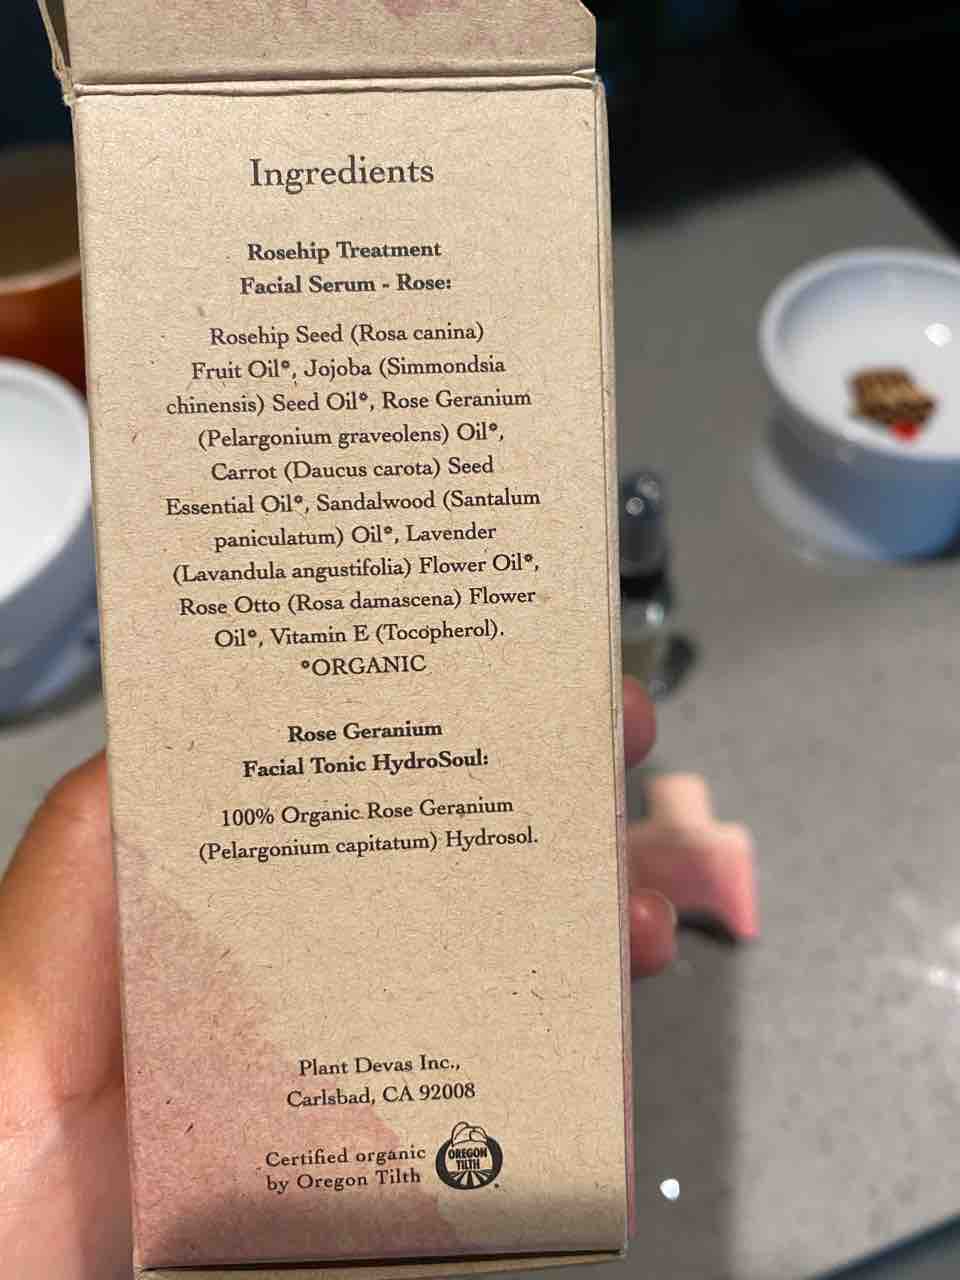 Ingredients
Rosehip Treatment
Facial Serum - Rose:
Rosehip Seed (Rosa canina)
Fruit Oil°, Jojoba (Simmondsia
chinensis) Seed Oil°, Rose Geranium
(Pelargonium graveolens) Oil°,
Carrot (Daucus carota) Seed
Essential Oil°, Sandalwood (Santalum
paniculatum) Oil°, Lavender
(Lavandula angustifolia) Flower Oil°,
Rose Otto (Rosa damascena) Flower
Oil°, Vitamin E (Tocopherol).
°ORGANIC
Rose Geranium
Facial Tonic HydroSoul:
100% Organic Rose Geranium
(Pelargonium capitatum) Hydrosol.
Plant Devas Inc.,
Carlsbad, CA 92008
Certified organic
by Oregon Tilth
OREGON
TILTH